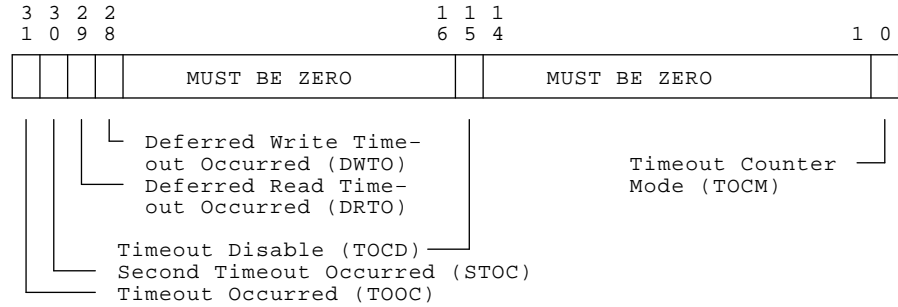 3 3 2 2 1 1 1
1 0 9 8 6 5 4 1 0
MUST BE ZERO MUST BE ZERO
Deferred Write Time-
out Occurred (DWTO)
Deferred Read Time-
out Occurred (DRTO)
Timeout Counter
Mode (TOCM)
Timeout Disable (TOCD)
Second Timeout Occurred (STOC)
Timeout Occurred (TOOC)